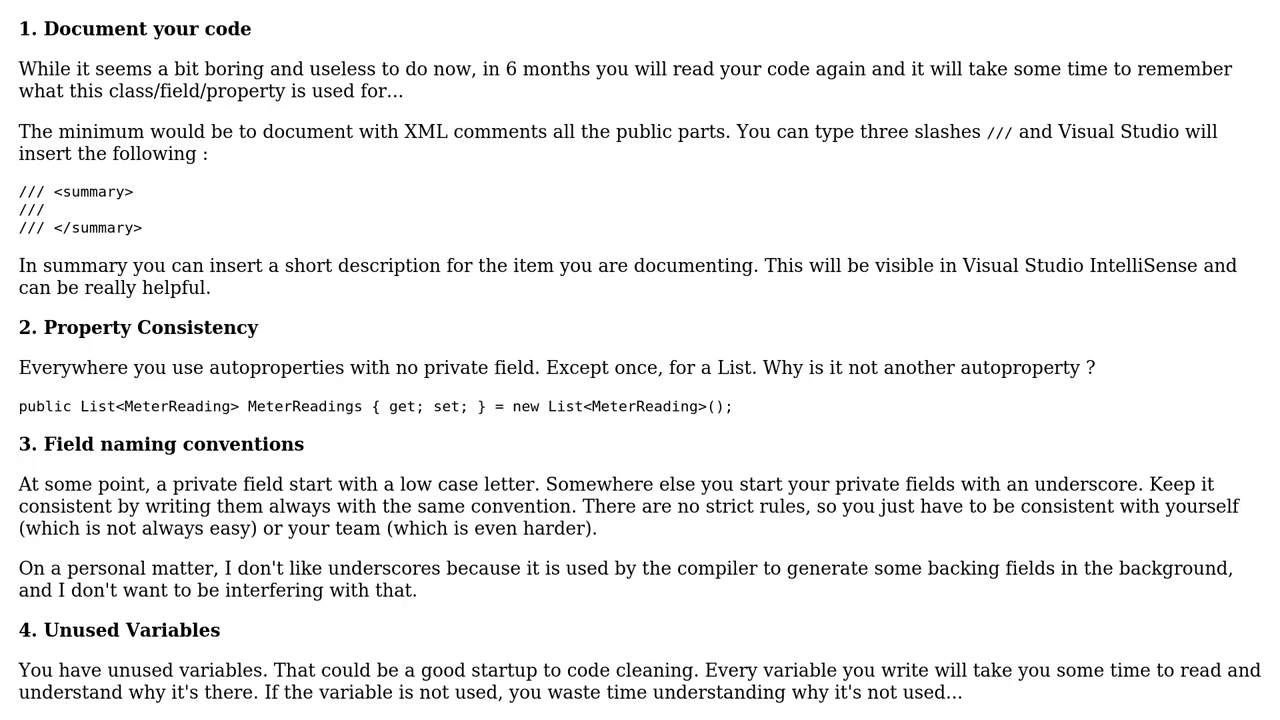 1. Document your code
While it seems a bit boring and useless to do now, in 6 months you will read your code again and it will take some time to remember
what this class/field/property is used for...
The minimum would be to document with XML comments all the public parts. You can type three slashes /// and Visual Studio will
insert the following :
/// <summary>
///
/// </summary>
In summary you can insert a short description for the item you are documenting. This will be visible in Visual Studio IntelliSense and
can be really helpful.
2. Property Consistency
Everywhere you use autoproperties with no private field. Except once, for a List. Why is it not another autoproperty ?
public List<MeterReading> MeterReadings { get; set; } = new List<MeterReading>();
3. Field naming conventions
At some point, a private field start with a low case letter. Somewhere else you start your private fields with an underscore. Keep it
consistent by writing them always with the same convention. There are no strict rules, so you just have to be consistent with yourself
(which is not always easy) or your team (which is even harder).
On a personal matter, I don't like underscores because it is used by the compiler to generate some backing fields in the background,
and I don't want to be interfering with that.
4. Unused Variables
You have unused variables. That could be a good startup to code cleaning. Every variable you write will take you some time to read and
understand why it's there. If the variable is not used, you waste time understanding why it's not used...